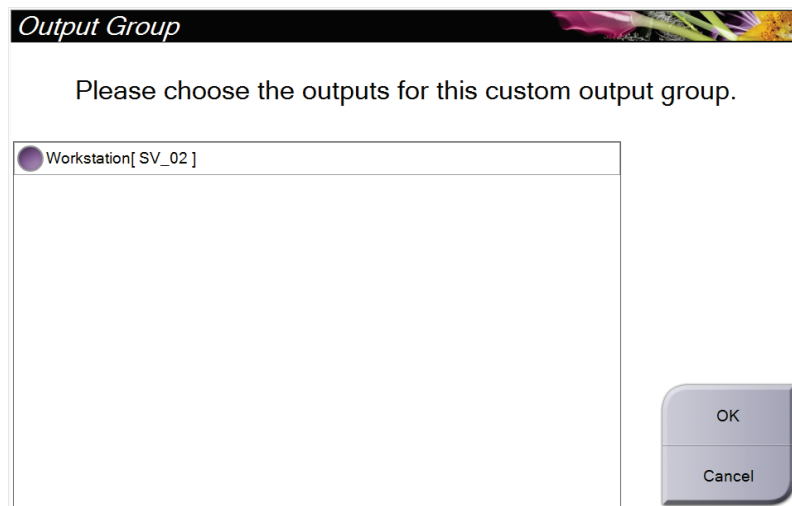 Output Group
Please choose the outputs for this custom output group.
Workstation[ SV_02 ]
OK
Cancel